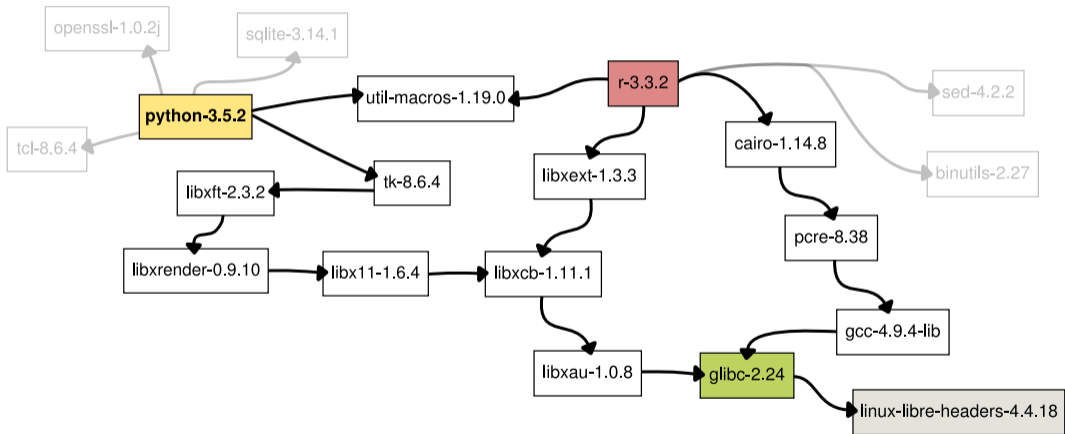 openssl-1.0.2j
sqlite-3.14.1
r-3.3.2
util-macros-1.19.0
sed-4.2.2
python-3.5.2
tcl-8.6.4
cairo-1.14.8
libxext-1.3.3
binutils-2.27
tk-8.6.4
libxft-2.3.2
pcre-8.38
libxrender-0.9.10
libx11-1.6.4
libxcb-1.11.1
gcc-4.9.4-lib
libxau-1.0.8
glibc-2.24
linux-libre-headers-4.4.18